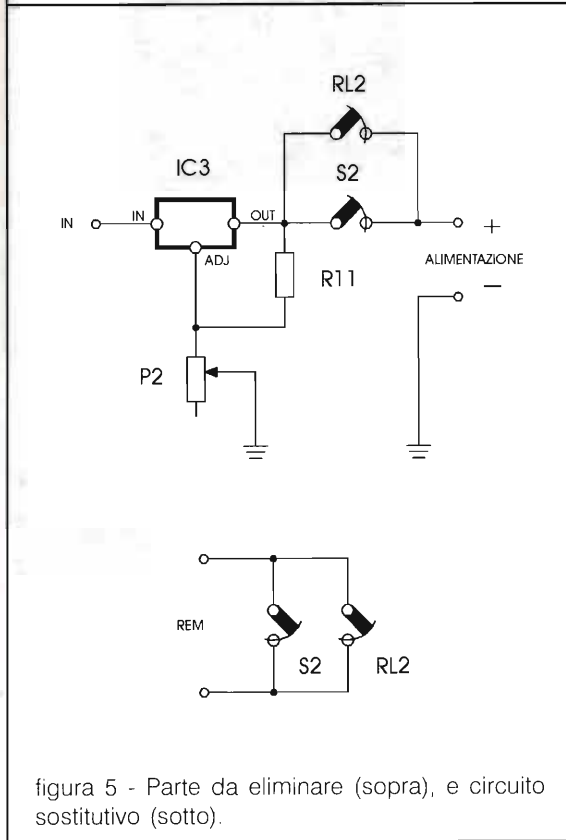 RL2
IC3
S2
IN
IN
OUT
+
ADJ
ALIMENTAZIONE
R11
—
P2
REM
S2
RL2
figura 5 - Parte da eliminare (sopra), e circuito
sostitutivo (sotto).